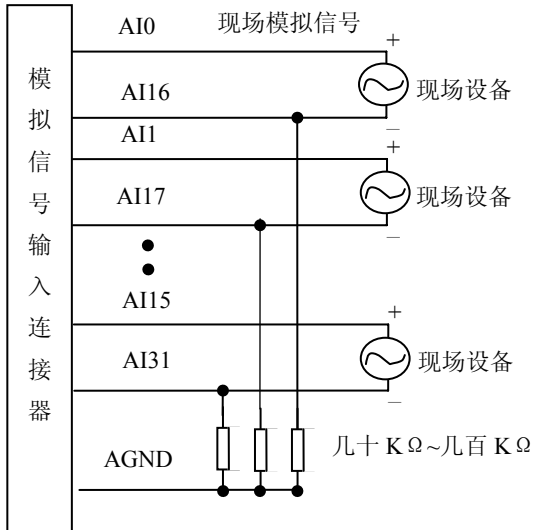 模拟信号输入连接器
AI0 现场模拟信号
+
AI16 现场设备
–
AI1
+
AI17 现场设备
–
AI15
+
AI31 现场设备
–
几十 K Ω~几百 K Ω
AGND